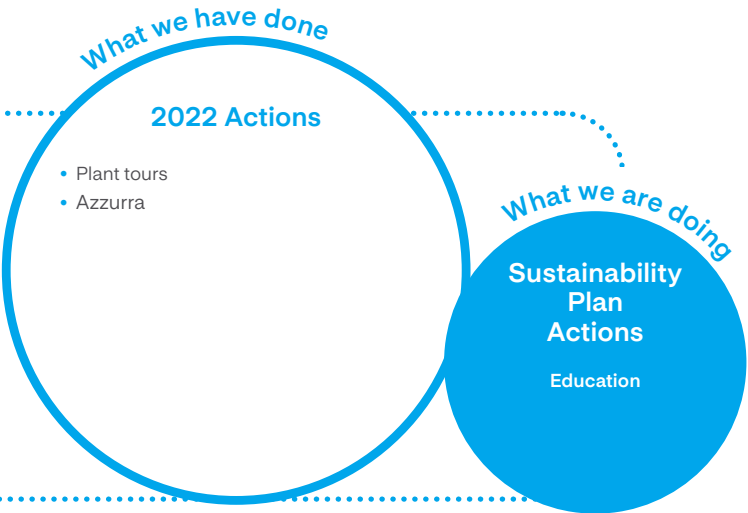 What we have done
2022 Actions
• Plant tours
• Azzurra
What we are doing
Sustainability
Plan
Actions
Education